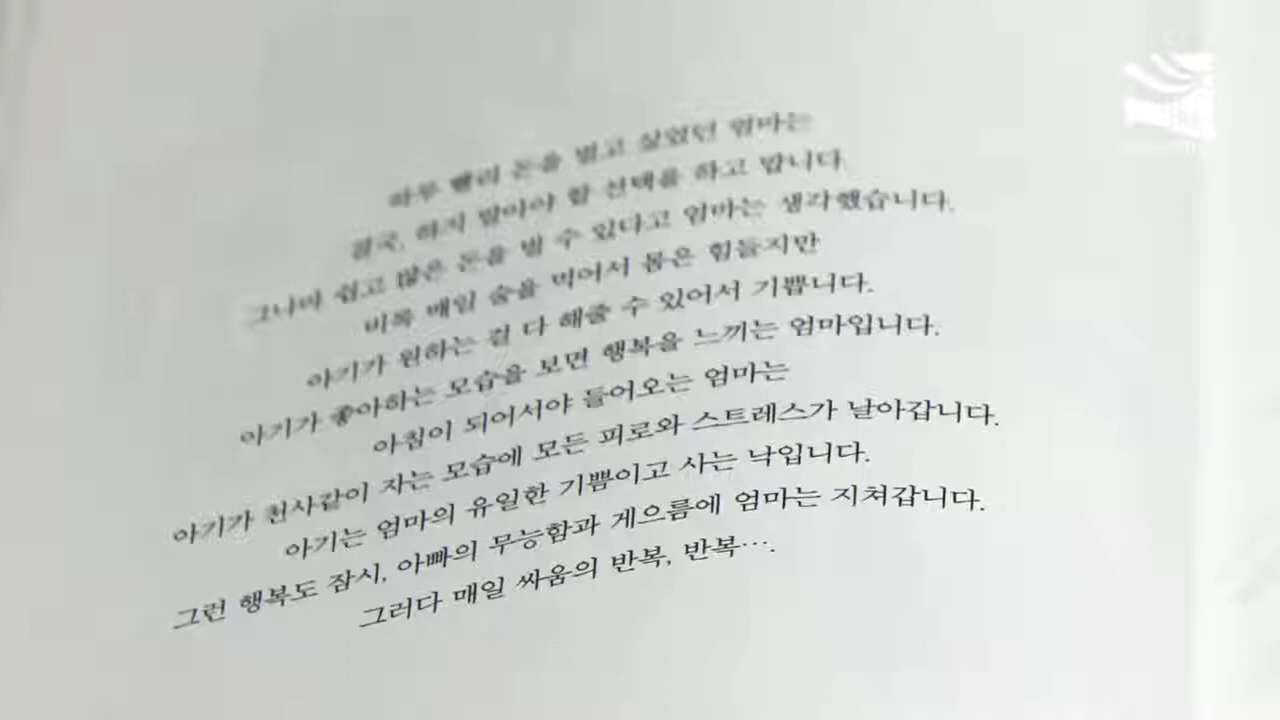 하루 빨리 돈을 벌고 싶었던 엄마는
결국, 하지 말아야 할 선택을 하고 맙니다
그나마 쉽고 많은 돈을 벌 수 있다고 엄마는 생각했습니다.
비록 매일 술을 먹어서 몸은 힘들지만
아기가 원하는 걸 다 해줄 수 있어서 기쁩니다.
아기가 좋아하는 모습을 보면 행복을 느끼는 엄마입니다.
아침이 되어서야 들어오는 엄마는
아기가 천사같이 자는 모습에 모든 피로와 스트레스가 날아갑니다.
아기는 엄마의 유일한 기쁨이고 사는 낙입니다.
그런 행복도 잠시, 아빠의 무능함과 게으름에 엄마는 지쳐갑니다.
그러다 매일 싸움의 반복, 반복….